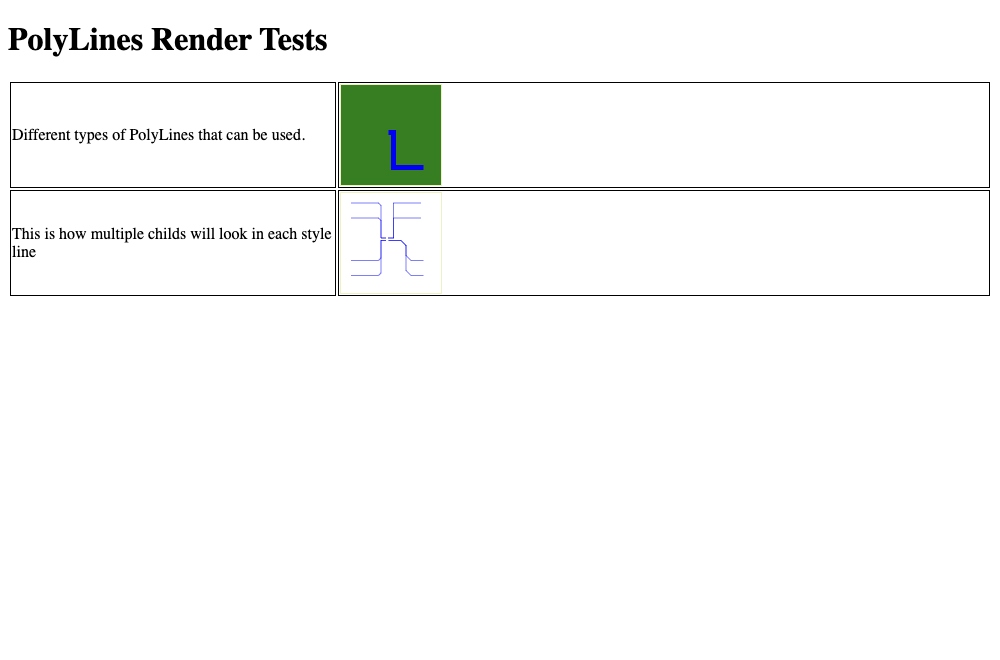 PolyLines Render Tests
Different types of PolyLines that can be used.
This is how multiple childs will look in each style
line